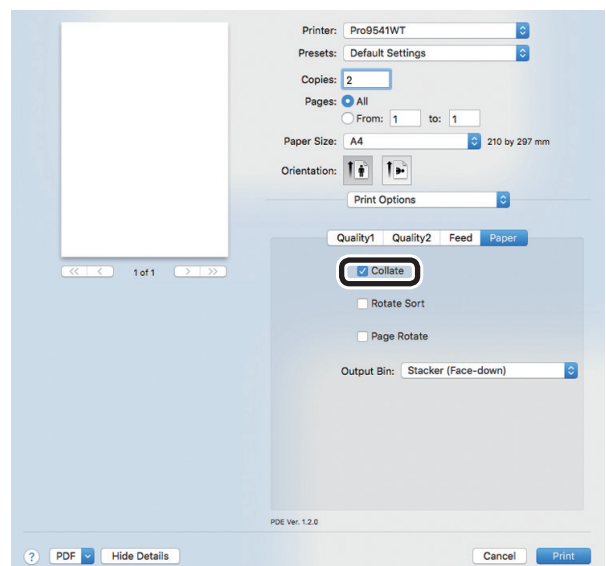 Printer: Pro9541WT
Presets: Default Settings
Copies: 2
Pages: All
From: 1 to: 1
Paper Size: A4 210 by 297 mm
Orientation:
Print Options
Quality1 Quality2 Feed Paper
<< < 1 of 1 > >>
Collate
Rotate Sort
Page Rotate
Output Bin: Stacker (Face-down)
PDE Ver. 1.2.0
? PDF Hide Details Cancel Print